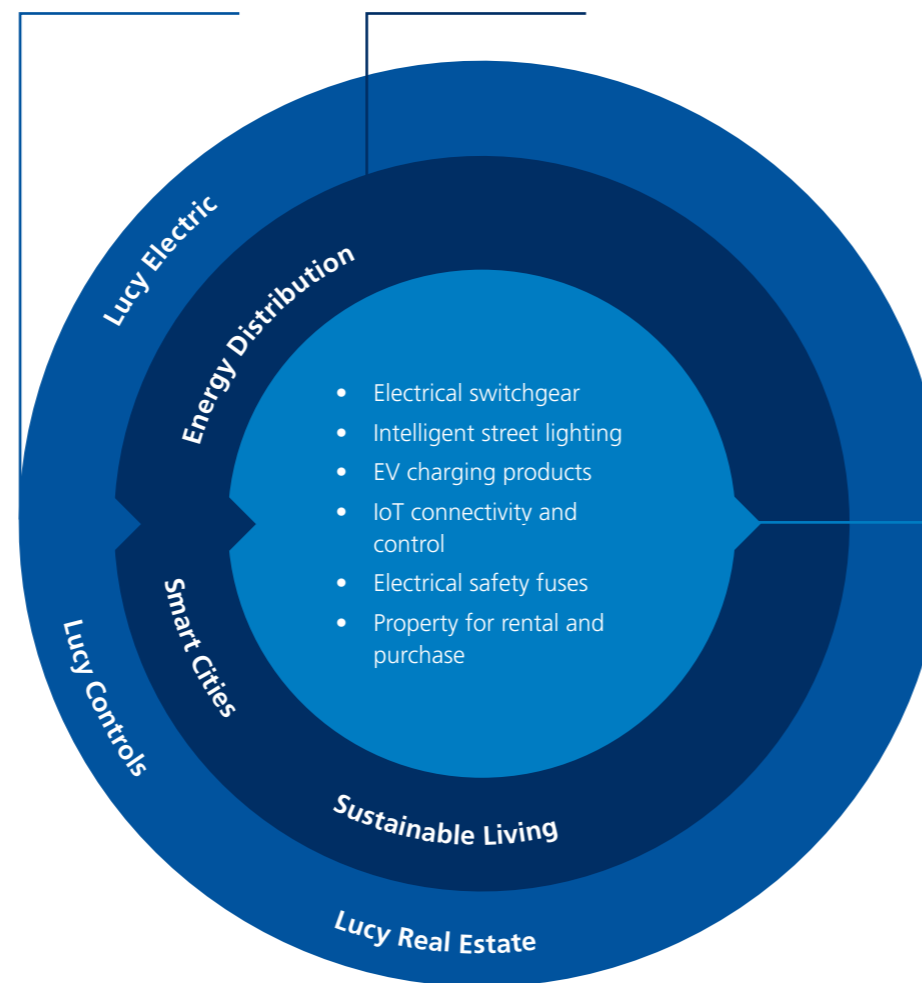 Lucy Electric
Energy Distribution
• Electrical switchgear
• Intelligent street lighting
• EV charging products
• IoT connectivity and
control
• Electrical safety fuses
• Property for rental and
purchase
Smart Cities
Lucy Controls
Sustainable Living
Lucy Real Estate